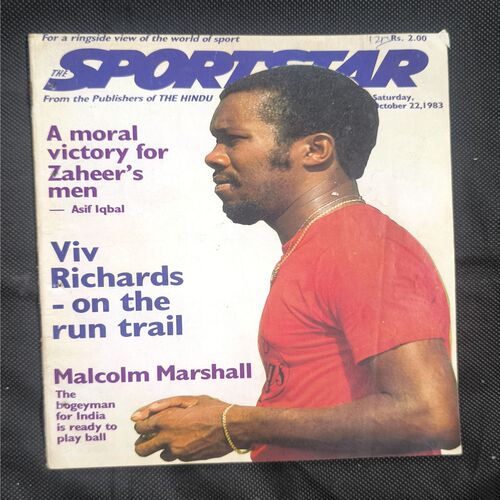 For a ringside view of the world of sport
Rs. 2.00
THE SPORTSTAR
From the Publishers of THE HINDU
Saturday,
October 22, 1983
A moral
victory for
Zaheer's
men
— Asif Iqbal
Viv
Richards
- on the
run trail
Malcolm Marshall
The
bogeyman
for India
is ready to
play ball